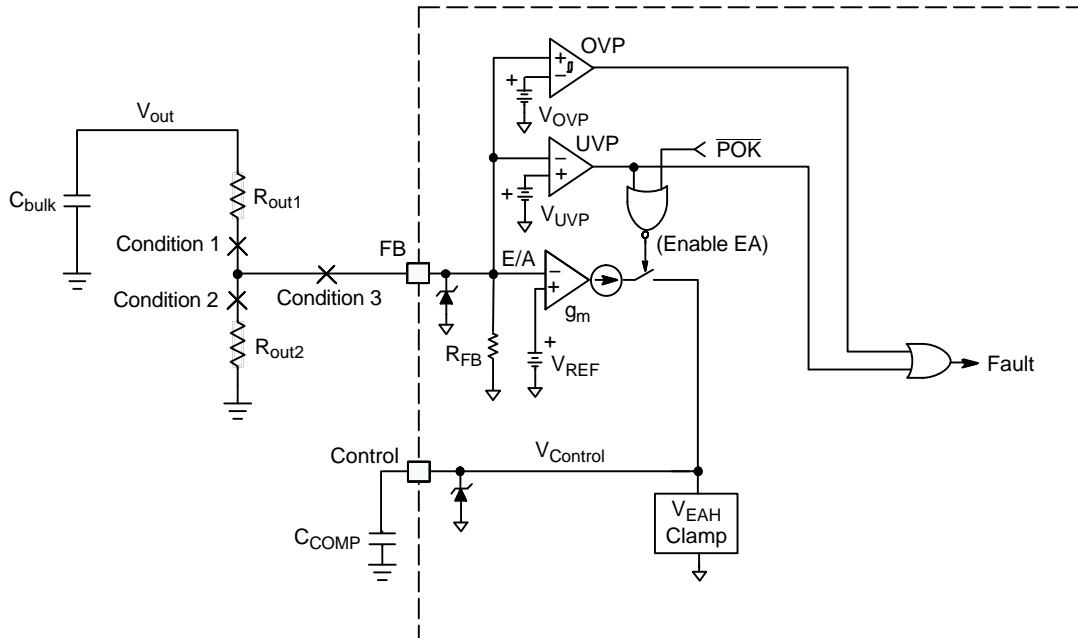 OVP
+
+
−
V_OVP
V_out
UVP
P̅O̅K̅
−
+
+
V_UVP
C_bulk
R_out1
(Enable EA)
Condition 1
FB
E/A
Condition 2
Condition 3
−
+
g_m
R_out2
R_FB
+
V_REF
Fault
Control
V_Control
C_COMP
V_EAH
Clamp